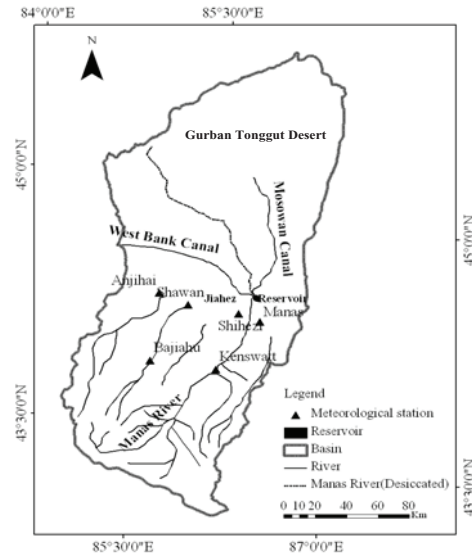 84°0'0"E
85°30'0"E
N
Gurban Tonggut Desert
45°0'0"N
45°0'0"N
Mosowan Canal
West Bank Canal
Anjihai
Shawan
Jiahez
Reservoir
Manas
Shihezi
Bajiahu
Kenswatt
Manas River
43°30'0"N
43°30'0"N
Legend
Meteorological station
Reservoir
Basin
River
Manas River(Desiccated)
0 10 20 40 60 80
Km
85°30'0"E
87°0'0"E